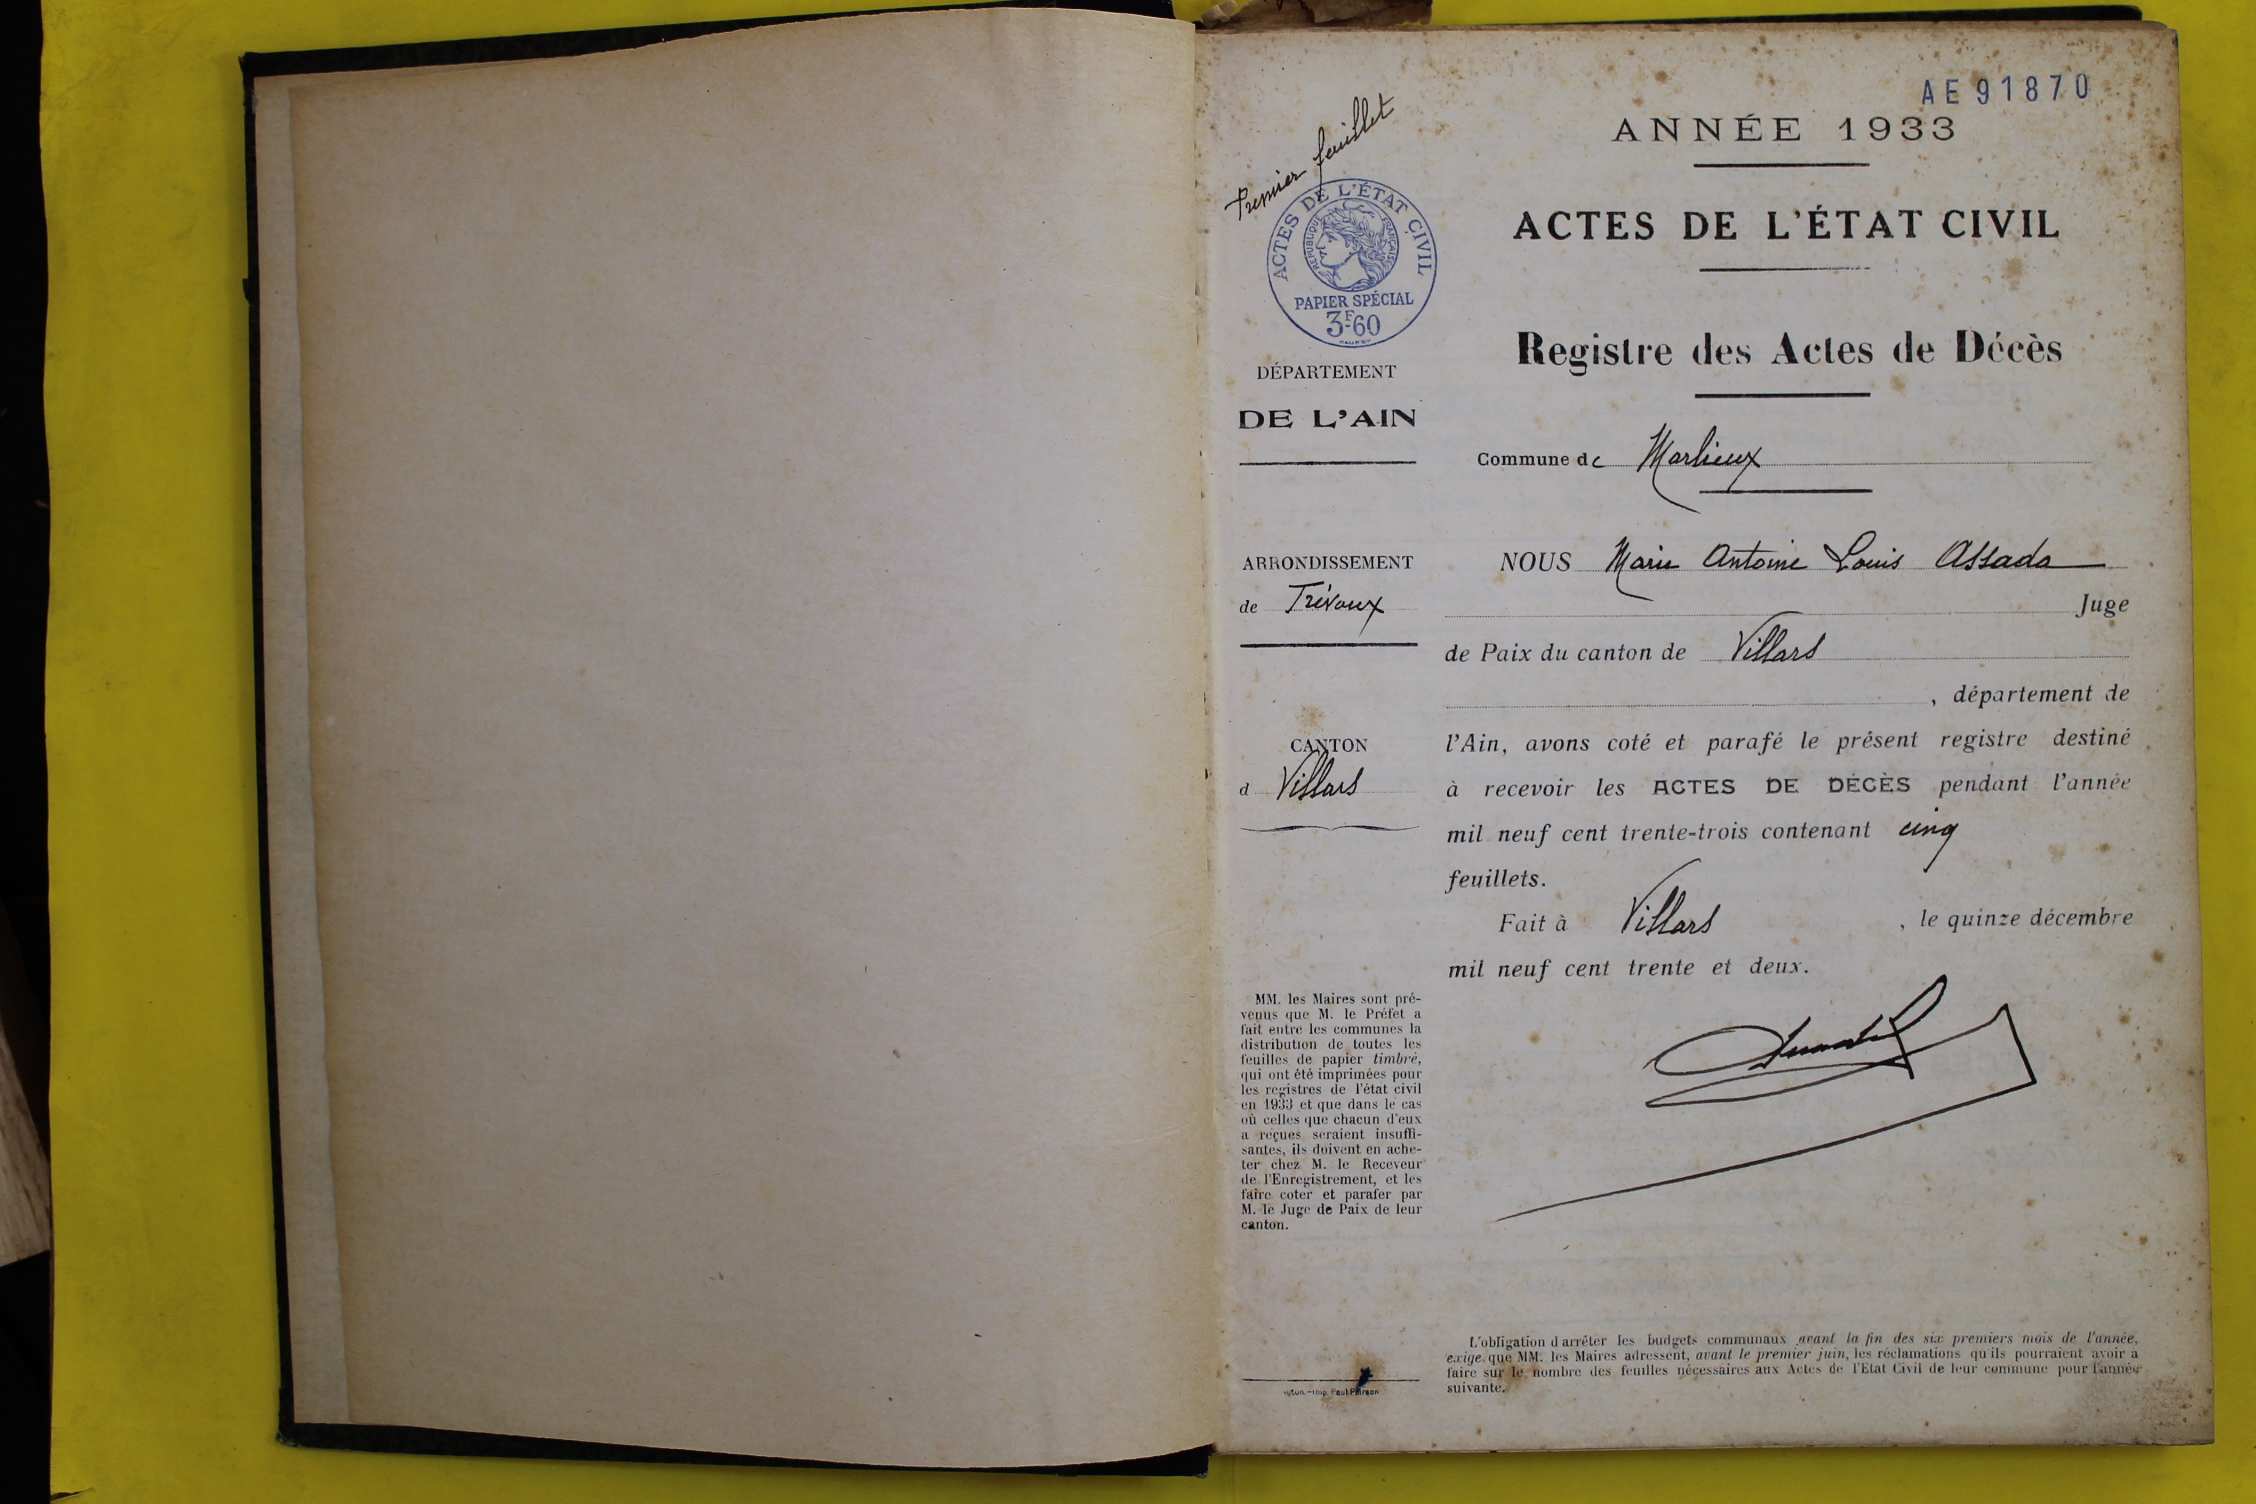 AE 91870
ANNÉE 1933
Premier feuillet
ACTES DE L'ÉTAT CIVIL
RÉPUBLIQUE FRANÇAISE
PAPIER SPÉCIAL
3F60
ACTES DE L'ÉTAT CIVIL
Registre des Actes de Décès
DÉPARTEMENT
DE L'AIN
Commune de Marlieux
ARRONDISSEMENT
de Trévoux
CANTON
d Villars
NOUS Marie Antoine Louis Assada
Juge
de Paix du canton de Villars
, département de
l'Ain, avons coté et parafé le présent registre destiné
à recevoir les ACTES DE DÉCÈS pendant l'année
mil neuf cent trente-trois contenant cinq
feuillets.
Fait à Villars, le quinze décembre
mil neuf cent trente et deux.
MM. les Maires sont pré-
venus que M. le Préfet a
fait entre les communes la
distribution de toutes les
feuilles de papier timbré,
qui ont été imprimées pour
les registres de l'état civil
en 1933 et que dans le cas
où celles que chacun d'eux
a reçues seraient insuffi-
santes, ils doivent en ache-
ter chez M. le Receveur
de l'Enregistrement, et les
faire coter et parafer par
M. le Juge de Paix de leur
canton.
L'obligation d'arrêter les budgets communaux avant la fin des six premiers mois de l'année,
exige que MM. les Maires adressent, avant le premier juin, les réclamations qu'ils pourraient avoir à
faire sur le nombre des feuilles nécessaires aux Actes de l'Etat Civil de leur commune pour l'année
suivante.